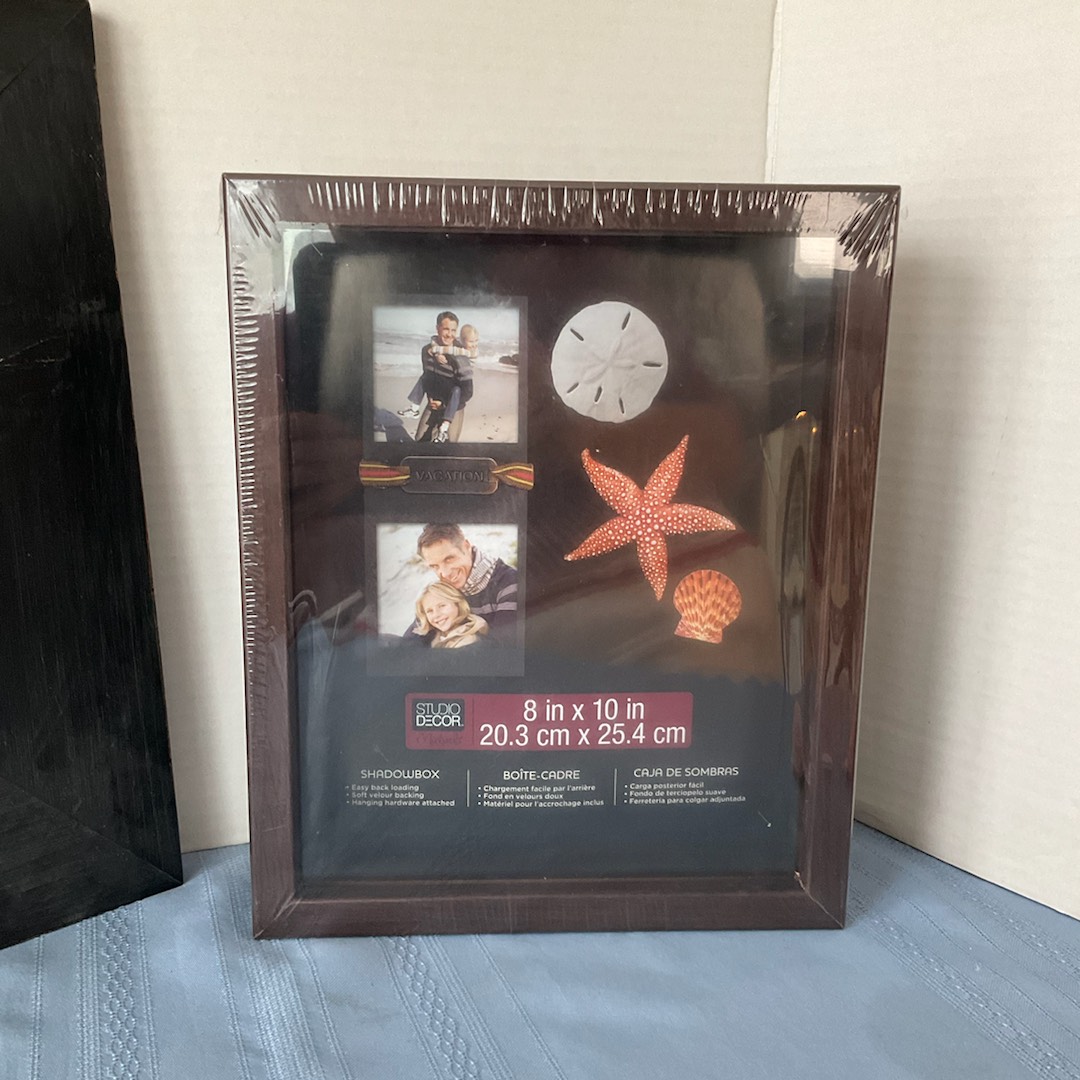 VACATION
STUDIO
DECOR
8 in x 10 in
20.3 cm x 25.4 cm
SHADOWBOX
• Easy back loading
• Soft velour backing
• Hanging hardware attached
BOÎTE-CADRE
• Chargement facile par l'arrière
• Fond en velours doux
• Matériel pour l'accrochage inclus
CAJA DE SOMBRAS
• Carga posterior fácil
• Fondo de terciopelo suave
• Ferretería para colgar adjuntada